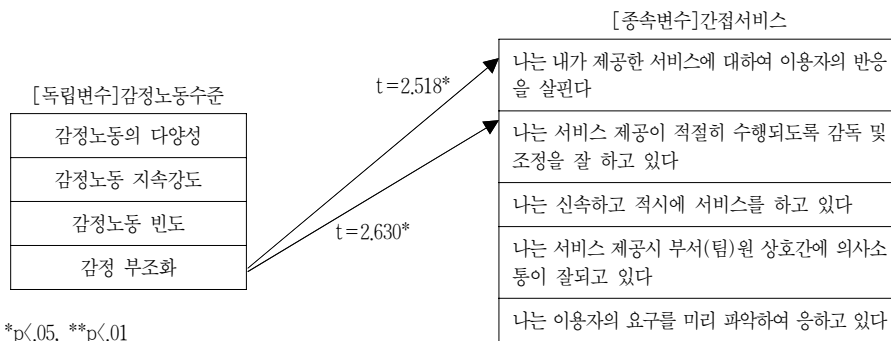 [종속변수]간접서비스
나는 내가 제공한 서비스에 대하여 이용자의 반응
을 살핀다
t=2.518*
[독립변수]감정노동수준
감정노동의 다양성
나는 서비스 제공이 적절히 수행되도록 감독 및
조정을 잘 하고 있다
감정노동 지속강도
나는 신속하고 적시에 서비스를 하고 있다
감정노동 빈도
t=2.630*
나는 서비스 제공시 부서(팀)원 상호간에 의사소
통이 잘되고 있다
감정 부조화
나는 이용자의 요구를 미리 파악하여 응하고 있다
*p<.05, **p<.01